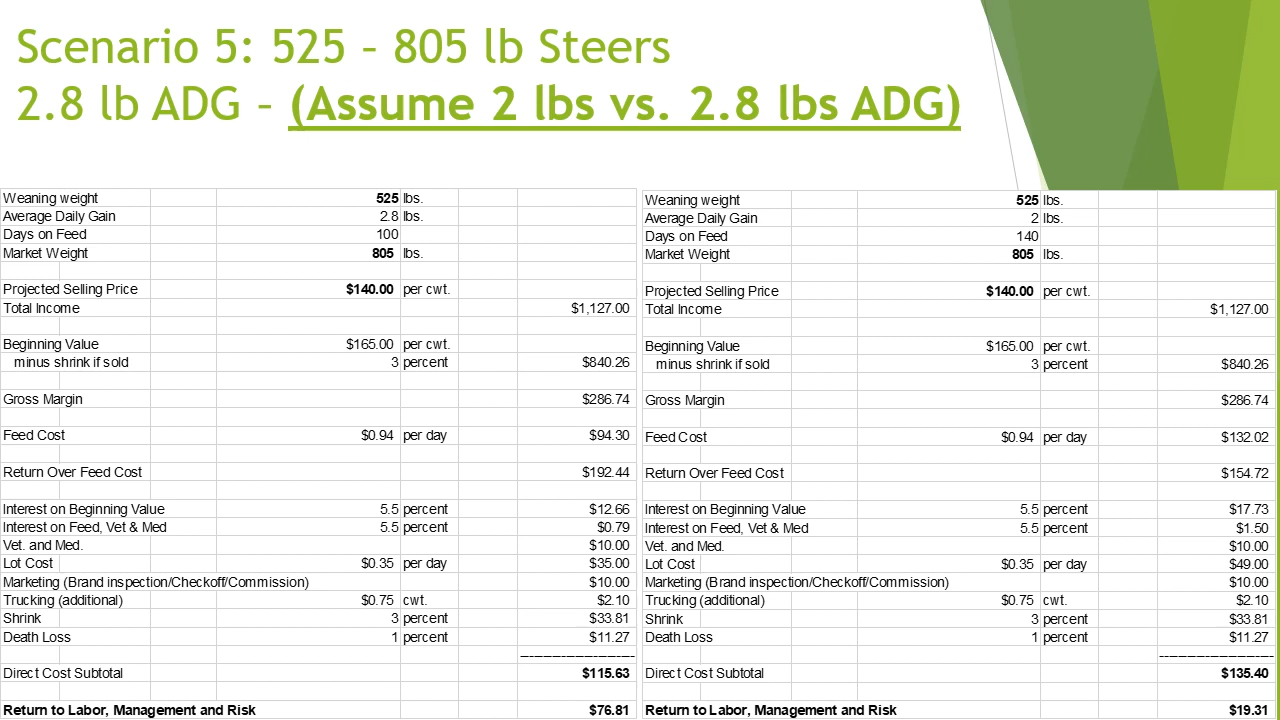 Scenario 5: 525 – 805 lb Steers
2.8 lb ADG – (Assume 2 lbs vs. 2.8 lbs ADG)
Weaning weight 525 lbs.
Average Daily Gain 2.8 lbs.
Days on Feed 100
Market Weight 805 lbs.
Projected Selling Price $140.00 per cwt.
Total Income $1,127.00
Beginning Value $165.00 per cwt.
minus shrink if sold 3 percent $840.26
Gross Margin $286.74
Feed Cost $0.94 per day $94.30
Return Over Feed Cost $192.44
Interest on Beginning Value 5.5 percent $12.66
Interest on Feed, Vet & Med 5.5 percent $0.79
Vet. and Med. $10.00
Lot Cost $0.35 per day $35.00
Marketing (Brand inspection/Checkoff/Commission) $10.00
Trucking (additional) $0.75 cwt. $2.10
Shrink 3 percent $33.81
Death Loss 1 percent $11.27
-----------------------
Direct Cost Subtotal $115.63
Return to Labor, Management and Risk $76.81
Weaning weight 525 lbs.
Average Daily Gain 2 lbs.
Days on Feed 140
Market Weight 805 lbs.
Projected Selling Price $140.00 per cwt.
Total Income $1,127.00
Beginning Value $165.00 per cwt.
minus shrink if sold 3 percent $840.26
Gross Margin $286.74
Feed Cost $0.94 per day $132.02
Return Over Feed Cost $154.72
Interest on Beginning Value 5.5 percent $17.73
Interest on Feed, Vet & Med 5.5 percent $1.50
Vet. and Med. $10.00
Lot Cost $0.35 per day $49.00
Marketing (Brand inspection/Checkoff/Commission) $10.00
Trucking (additional) $0.75 cwt. $2.10
Shrink 3 percent $33.81
Death Loss 1 percent $11.27
-----------------------
Direct Cost Subtotal $135.40
Return to Labor, Management and Risk $19.31